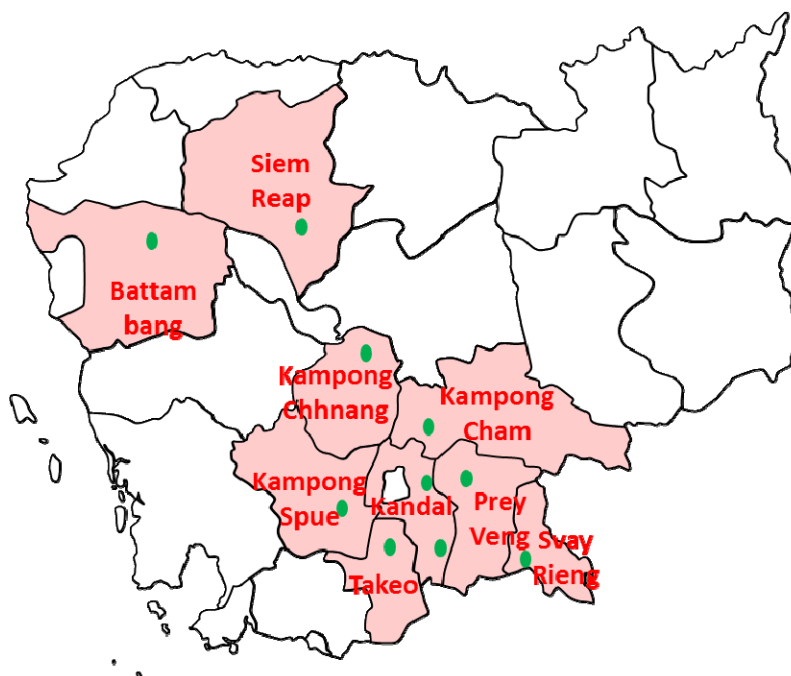 Siem
Reap
Battam
bang
Kampong
Chhnang
Kampong
Cham
Kampong
Spue
Kandal
Prey
Veng
Svay
Rieng
Takeo